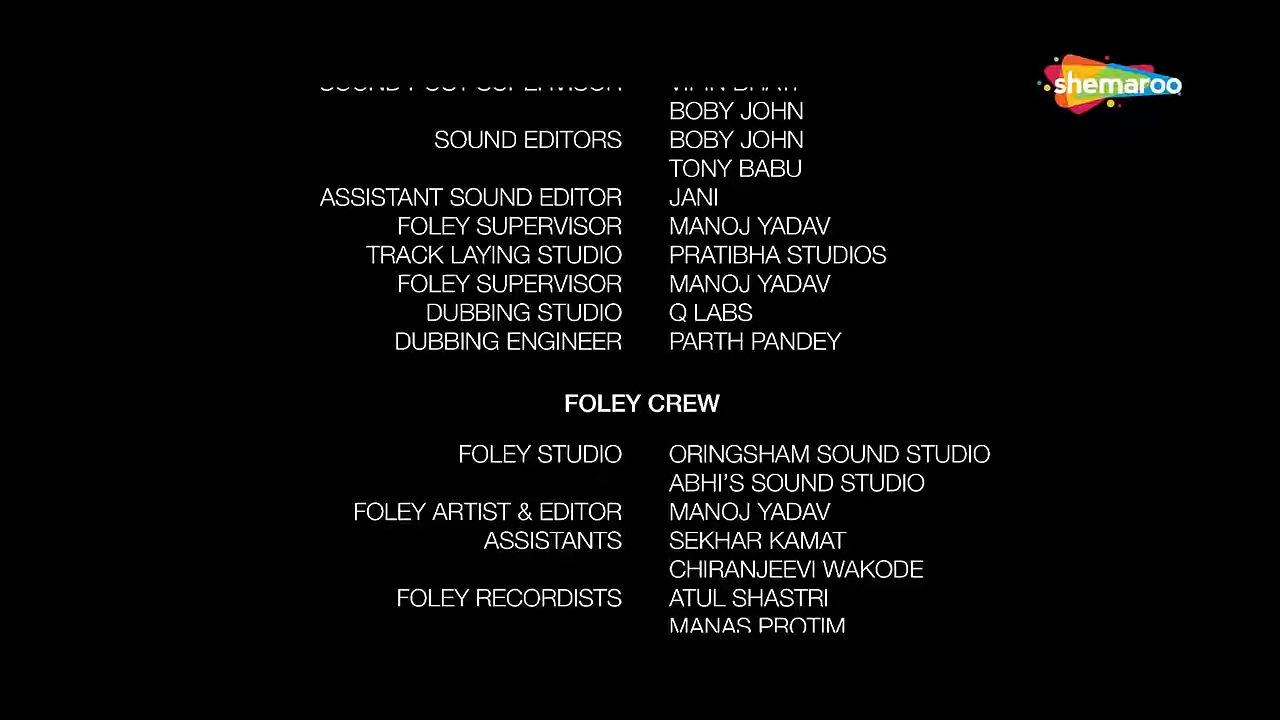 shemaroo
BOBY JOHN
SOUND EDITORS BOBY JOHN
TONY BABU
ASSISTANT SOUND EDITOR JANI
FOLEY SUPERVISOR MANOJ YADAV
TRACK LAYING STUDIO PRATIBHA STUDIOS
FOLEY SUPERVISOR MANOJ YADAV
DUBBING STUDIO Q LABS
DUBBING ENGINEER PARTH PANDEY
FOLEY CREW
FOLEY STUDIO ORINGSHAM SOUND STUDIO
ABHI'S SOUND STUDIO
FOLEY ARTIST & EDITOR MANOJ YADAV
ASSISTANTS SEKHAR KAMAT
CHIRANJEEVI WAKODE
FOLEY RECORDISTS ATUL SHASTRI
MANAS PROTIM